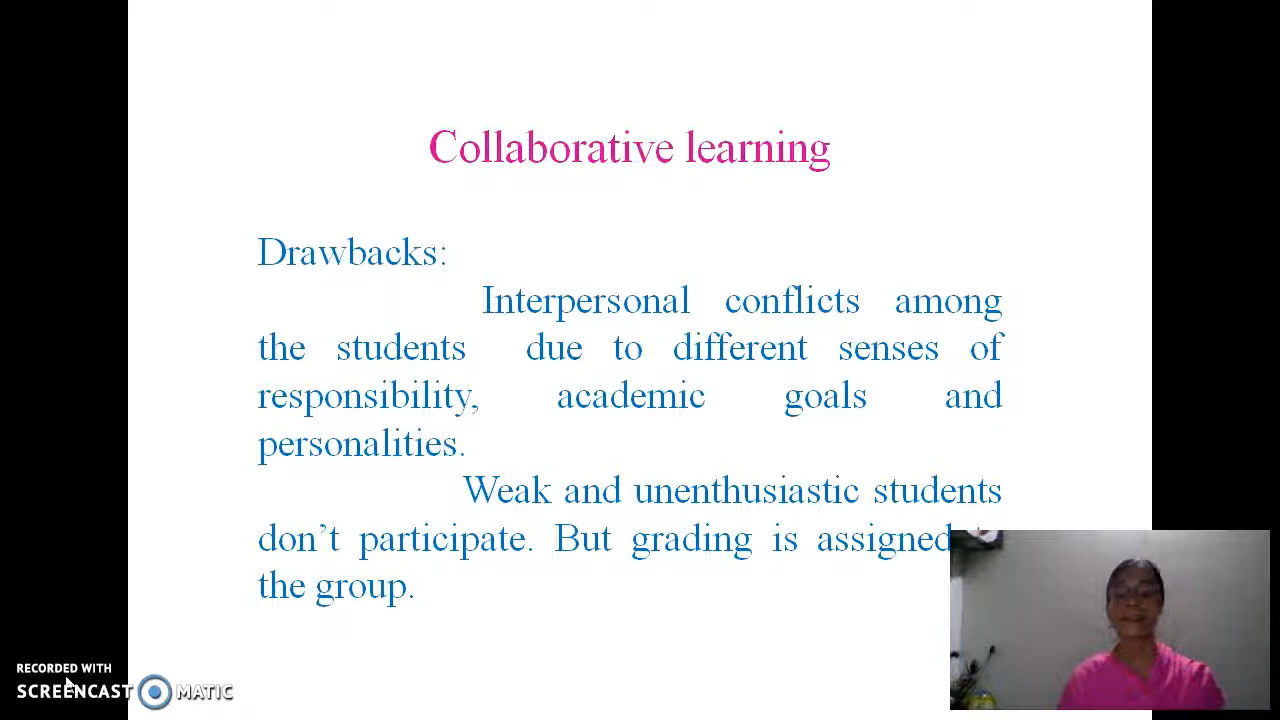 Collaborative learning
Drawbacks:
Interpersonal conflicts among
the students due to different senses of
responsibility, academic goals and
personalities.
Weak and unenthusiastic students
don’t participate. But grading is assigned
the group.
RECORDED WITH
SCREENCAST MATIC